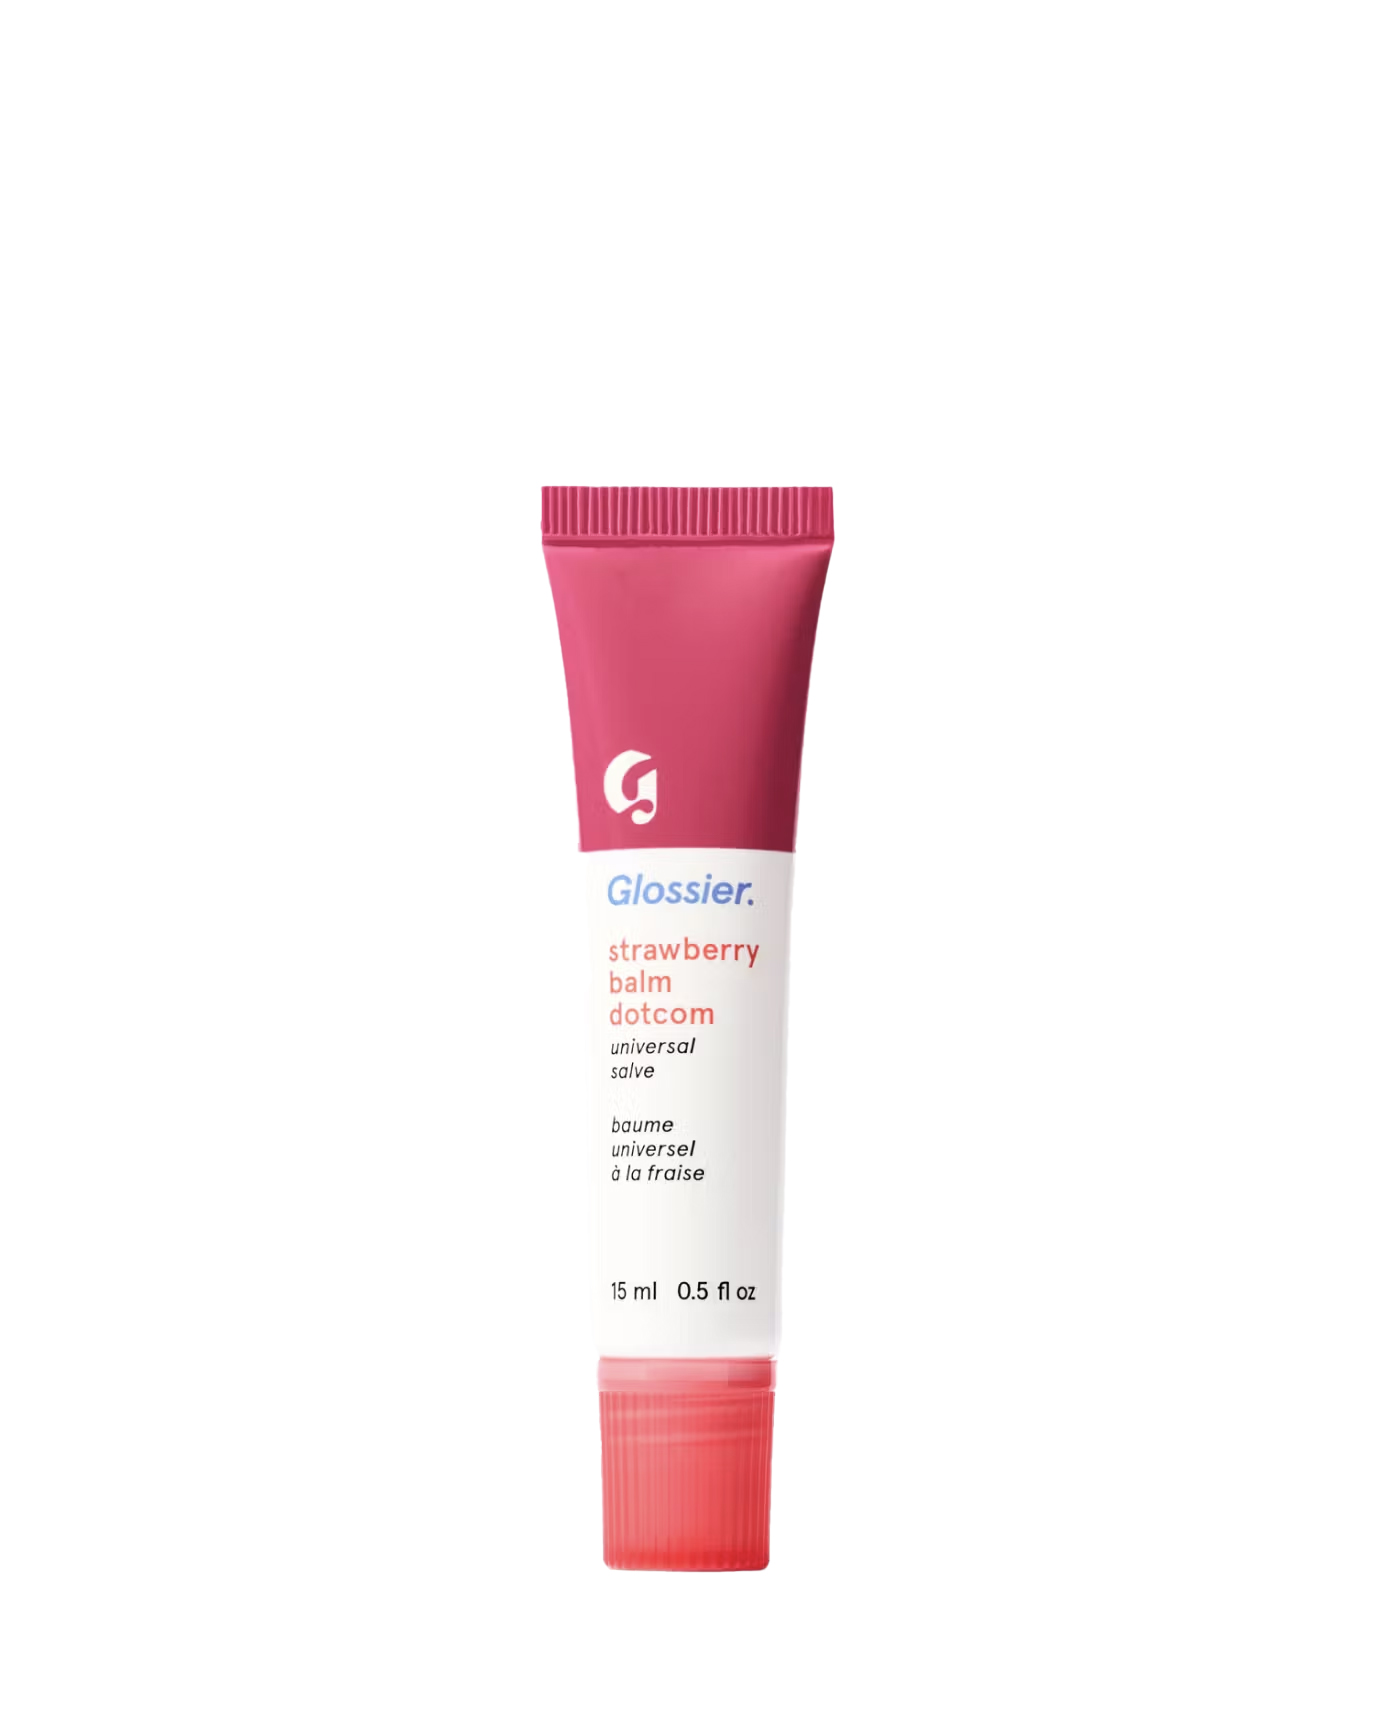 G
Glossier.
strawberry
balm
dotcom
universal
salve
baume
universel
à la fraise
15 ml 0.5 fl oz